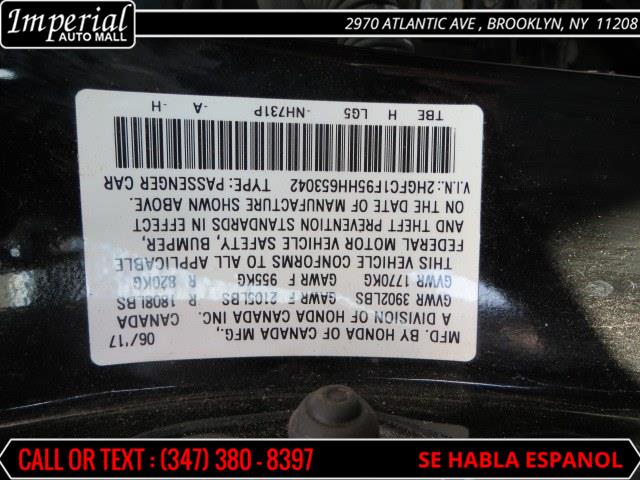 Imperial
AUTO MALL
2970 ATLANTIC AVE , BROOKLYN, NY 11208
MFD. BY HONDA OF CANADA MFG., 06/'17
A DIVISION OF HONDA CANADA INC. CANADA
GVWR 3902LBS GAWR F 2105LBS R 1808LBS
GVWR 1770KG GAWR F 955KG R 820KG
THIS VEHICLE CONFORMS TO ALL APPLICABLE
FEDERAL MOTOR VEHICLE SAFETY, BUMPER,
AND THEFT PREVENTION STANDARDS IN EFFECT
ON THE DATE OF MANUFACTURE SHOWN ABOVE.
V.I.N.: 2HGFC1F95HH653042 TYPE: PASSENGER CAR
TBE H LG5 -NH731P -A -H
CALL OR TEXT : (347) 380 - 8397
SE HABLA ESPANOL